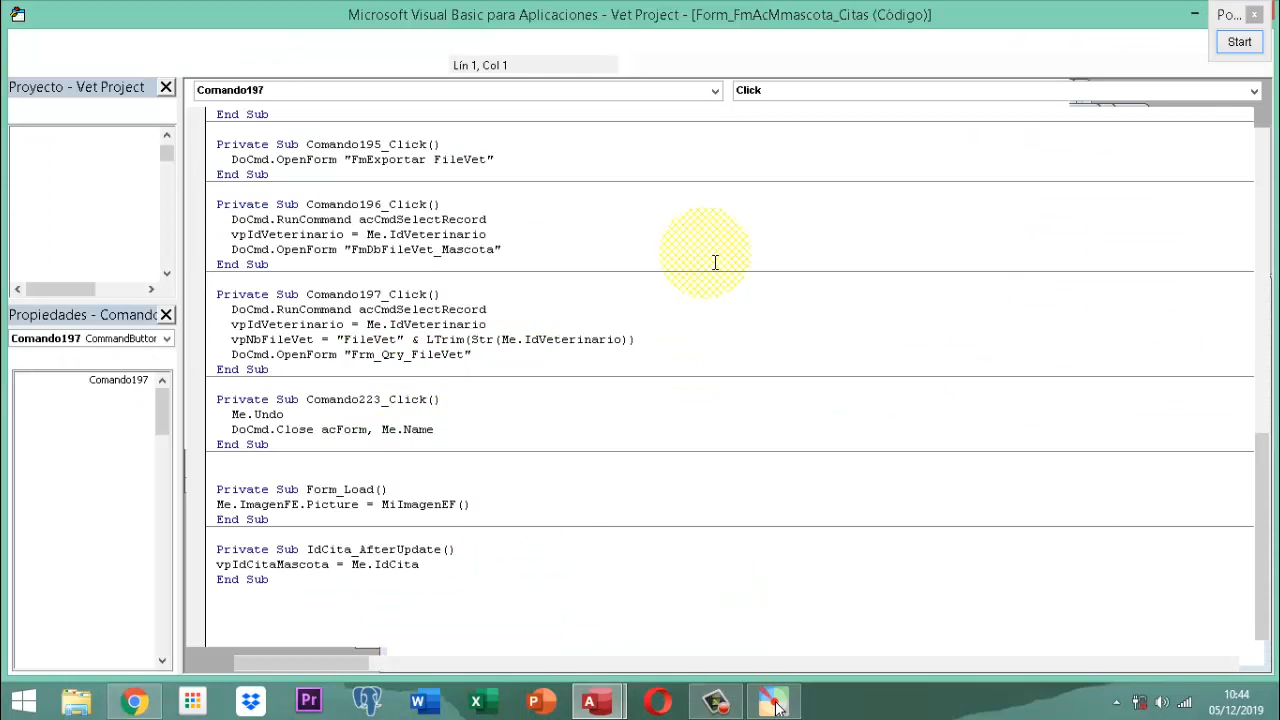 Microsoft Visual Basic para Aplicaciones - Vet Project - [Form_FmAcMmascota_Citas (Código)]
Po...
Start
Lín 1, Col 1
Proyecto - Vet Project
Comando197
Click
End Sub
Private Sub Comando195_Click()
DoCmd.OpenForm "FmExportar FileVet"
End Sub
Private Sub Comando196_Click()
DoCmd.RunCommand acCmdSelectRecord
vpIdVeterinario = Me.IdVeterinario
DoCmd.OpenForm "FmDbFileVet_Mascota"
End Sub
Private Sub Comando197_Click()
DoCmd.RunCommand acCmdSelectRecord
vpIdVeterinario = Me.IdVeterinario
vpNbFileVet = "FileVet" & LTrim(Str(Me.IdVeterinario))
DoCmd.OpenForm "Frm_Qry_FileVet"
End Sub
Private Sub Comando223_Click()
Me.Undo
DoCmd.Close acForm, Me.Name
End Sub
Private Sub Form_Load()
Me.ImagenFE.Picture = MiImagenEF()
End Sub
Private Sub IdCita_AfterUpdate()
vpIdCitaMascota = Me.IdCita
End Sub
Propiedades - Comando
Comando197 CommandButtor
Comando197
Pr
10:44
05/12/2019